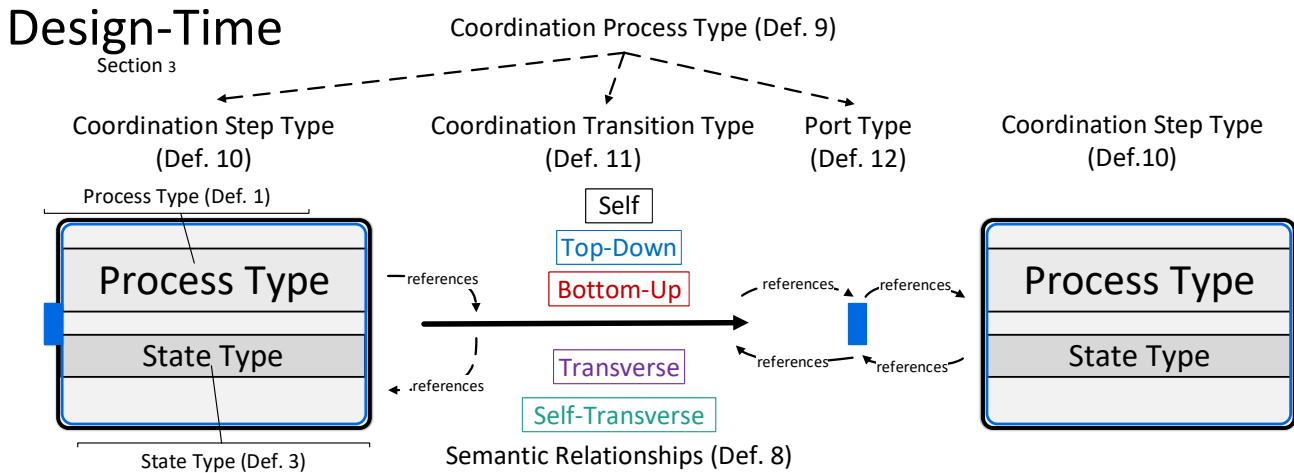 Design-Time
Section 3
Coordination Process Type (Def. 9)
Coordination Step Type
(Def. 10)
Coordination Transition Type
(Def. 11)
Port Type
(Def. 12)
Coordination Step Type
(Def.10)
Process Type (Def. 1)
Process Type
State Type
State Type (Def. 3)
references
references
Self
Top-Down
Bottom-Up
Transverse
Self-Transverse
Semantic Relationships (Def. 8)
references
references
references
references
Process Type
State Type